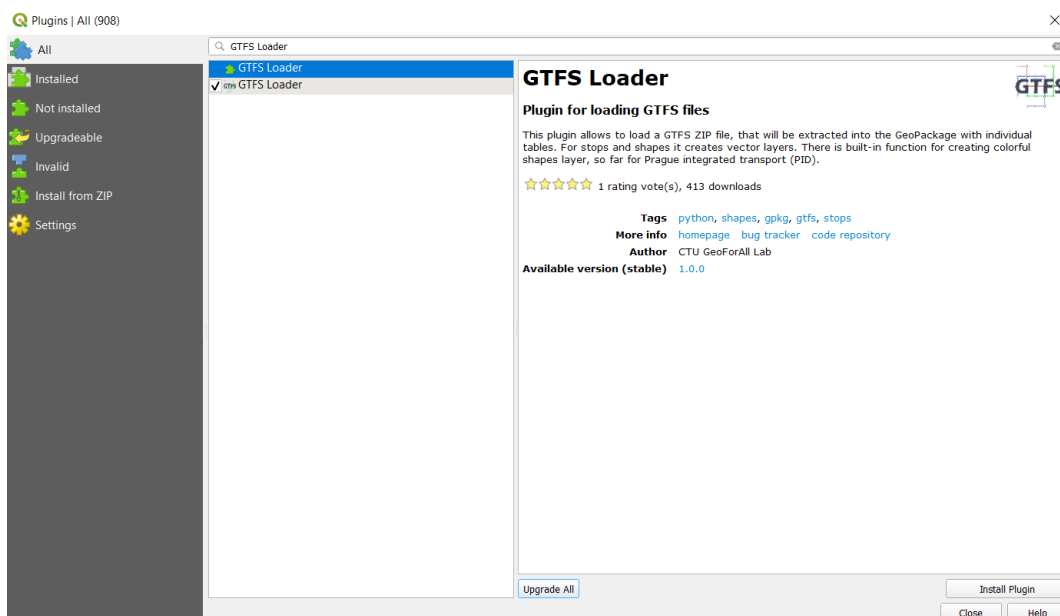 Plugins | All (908)
All
Installed
Not installed
Upgradeable
Invalid
Install from ZIP
Settings
GTFS Loader
GTFS Loader
GTFS GTFS Loader
GTFS Loader
GTFS
Plugin for loading GTFS files
This plugin allows to load a GTFS ZIP file, that will be extracted into the GeoPackage with individual
tables. For stops and shapes it creates vector layers. There is built-in function for creating colorful
shapes layer, so far for Prague integrated transport (PID).
1 rating vote(s), 413 downloads
Tags python, shapes, gpkg, gtfs, stops
More info homepage bug tracker code repository
Author CTU GeoForAll Lab
Available version (stable) 1.0.0
Upgrade All
Install Plugin
Close Help